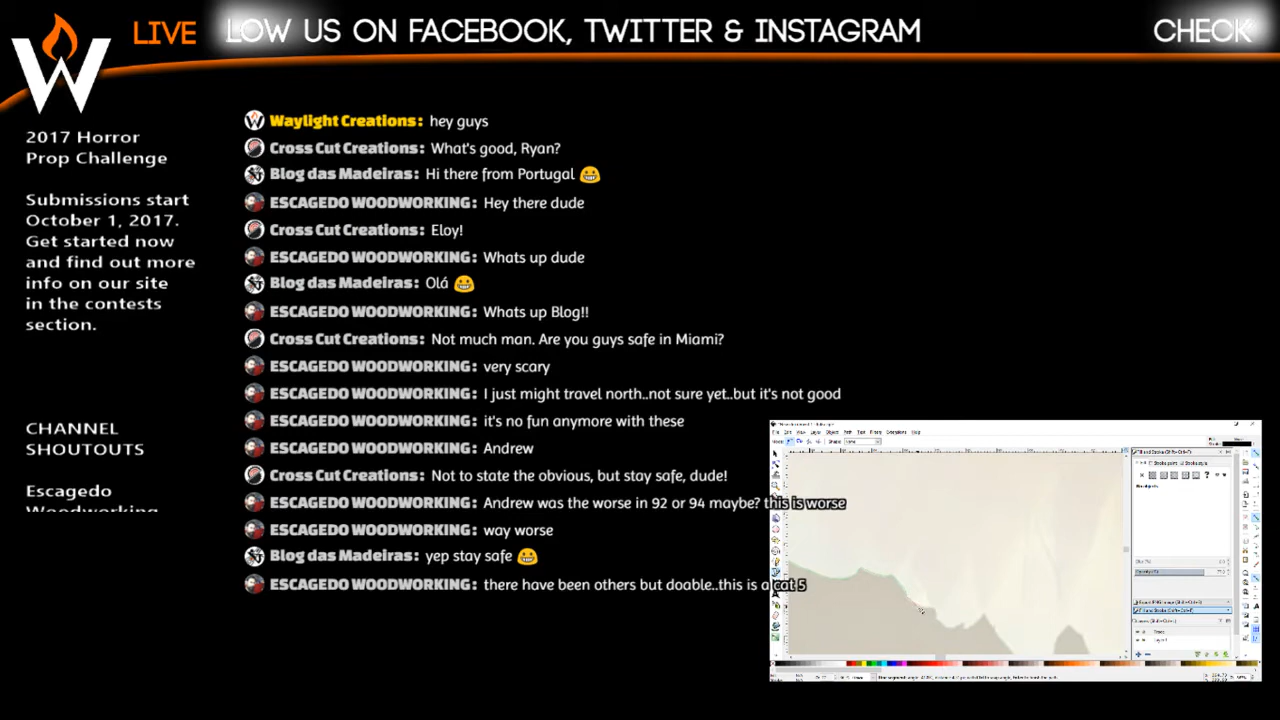 LIVE LOW US ON FACEBOOK, TWITTER & INSTAGRAM CHECK
W
2017 Horror
Prop Challenge
Submissions start
October 1, 2017.
Get started now
and find out more
info on our site
in the contests
section.
CHANNEL
SHOUTOUTS
Escagedo
Woodworking
Waylight Creations: hey guys
Cross Cut Creations: What's good, Ryan?
Blog das Madeiras: Hi there from Portugal 😀
ESCAGEDO WOODWORKING: Hey there dude
Cross Cut Creations: Eloy!
ESCAGEDO WOODWORKING: Whats up dude
Blog das Madeiras: Olá 😀
ESCAGEDO WOODWORKING: Whats up Blog!!
Cross Cut Creations: Not much man. Are you guys safe in Miami?
ESCAGEDO WOODWORKING: very scary
ESCAGEDO WOODWORKING: I just might travel north..not sure yet..but it's not good
ESCAGEDO WOODWORKING: it's no fun anymore with these
ESCAGEDO WOODWORKING: Andrew
Cross Cut Creations: Not to state the obvious, but stay safe, dude!
ESCAGEDO WOODWORKING: Andrew was the worse in 92 or 94 maybe? this is worse
ESCAGEDO WOODWORKING: way worse
Blog das Madeiras: yep stay safe 😀
ESCAGEDO WOODWORKING: there have been others but doable..this is a cat 5